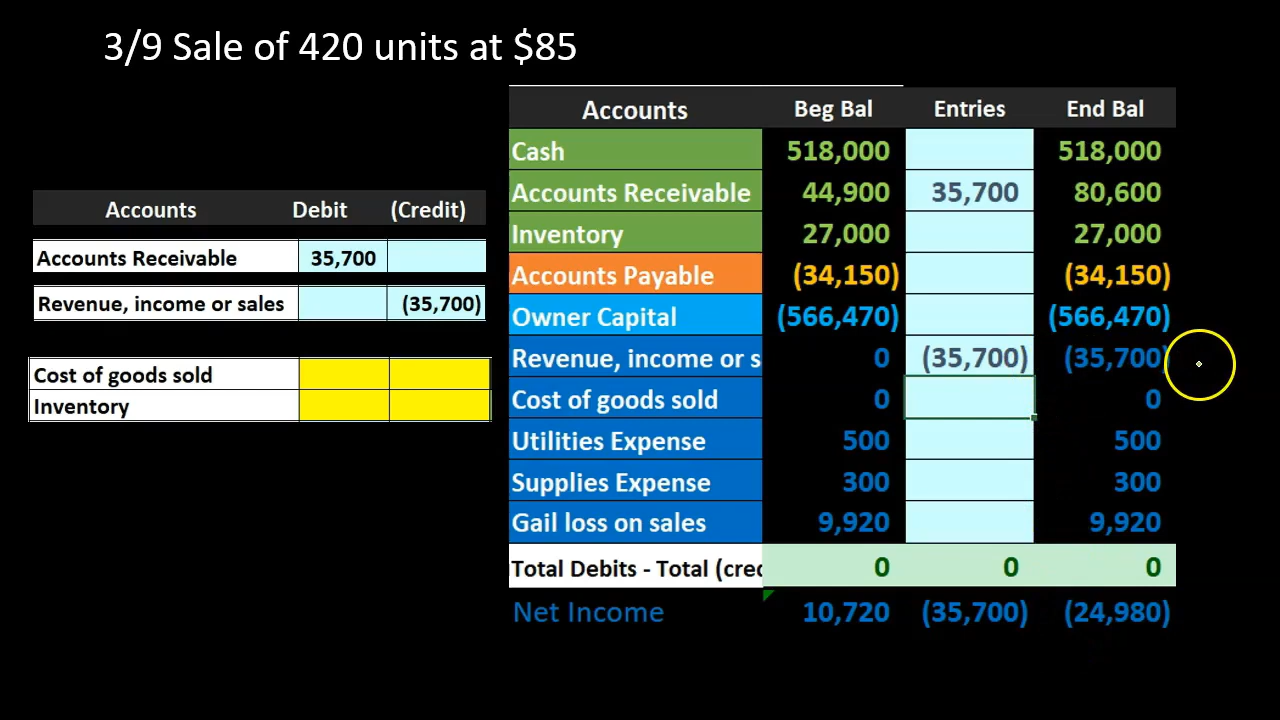 3/9 Sale of 420 units at $85
Accounts Debit (Credit)
Accounts Receivable 35,700
Revenue, income or sales (35,700)
Cost of goods sold
Inventory
Accounts Beg Bal Entries End Bal
Cash 518,000 518,000
Accounts Receivable 44,900 35,700 80,600
Inventory 27,000 27,000
Accounts Payable (34,150) (34,150)
Owner Capital (566,470) (566,470)
Revenue, income or s 0 (35,700) (35,700)
Cost of goods sold 0 0
Utilities Expense 500 500
Supplies Expense 300 300
Gail loss on sales 9,920 9,920
Total Debits - Total (cred 0 0 0
Net Income 10,720 (35,700) (24,980)